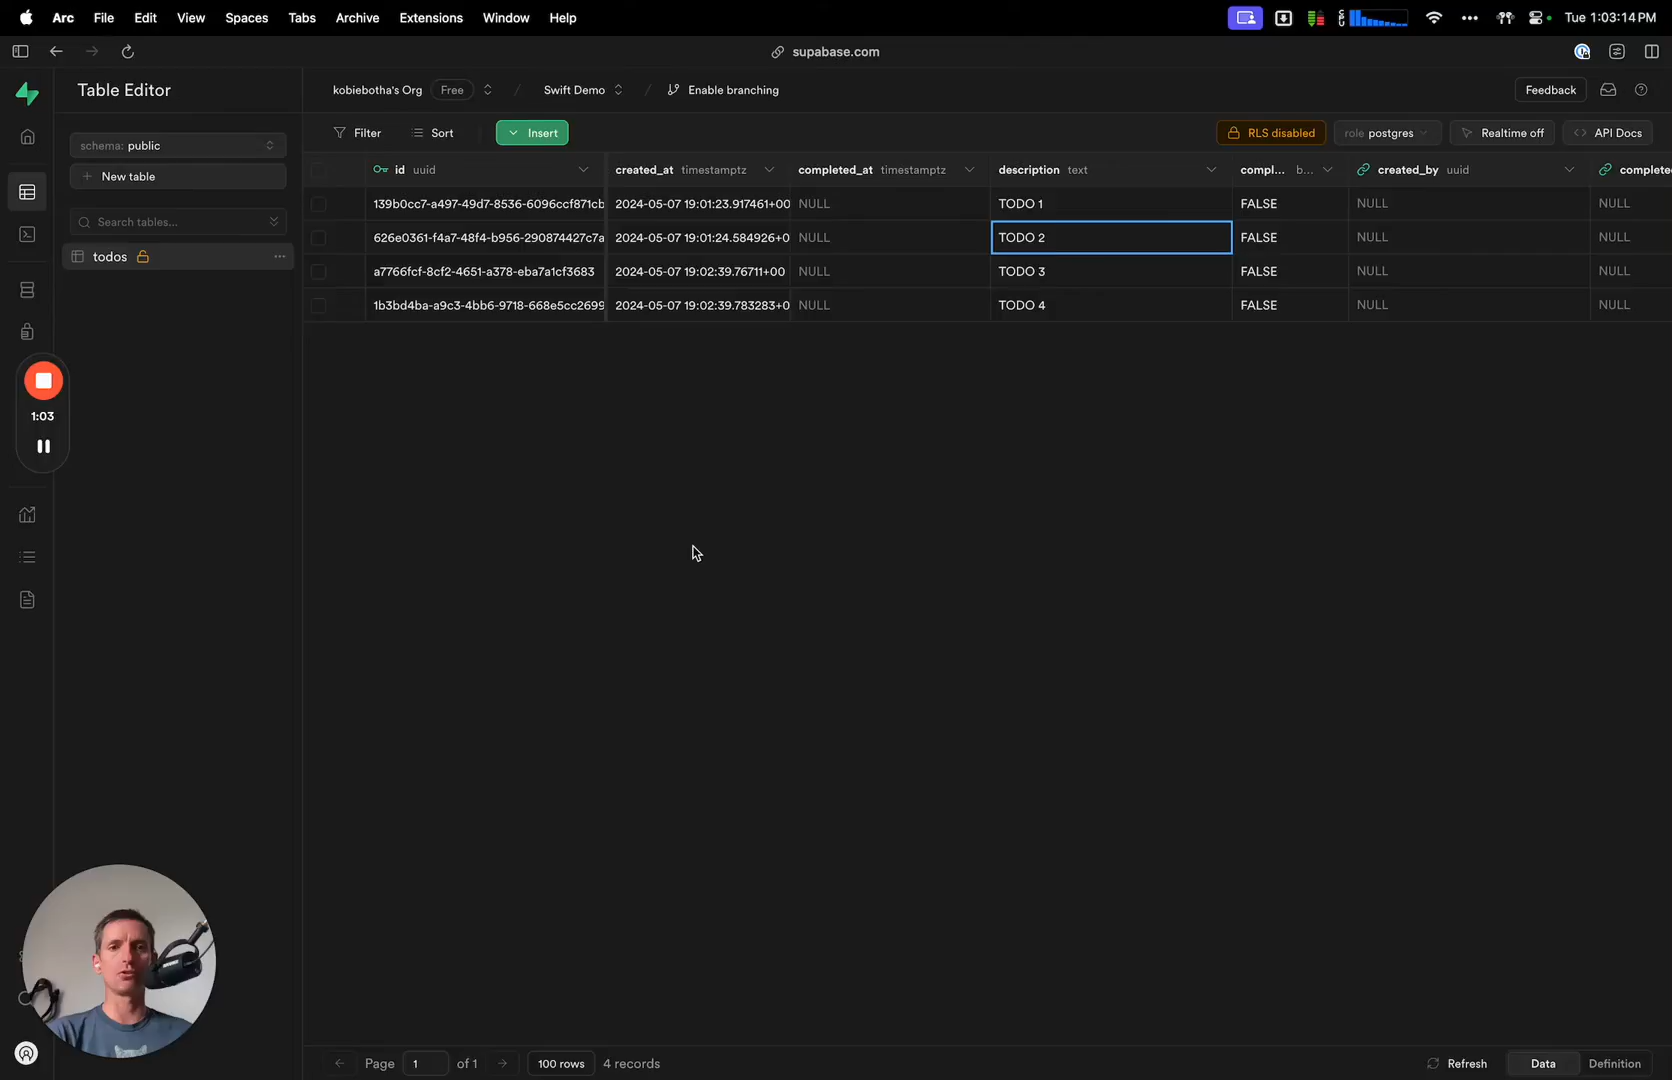 Arc File Edit View Spaces Tabs Archive Extensions Window Help Tue 1:03:14 PM
supabase.com
Table Editor
kobiebotha's Org Free / Swift Demo / Enable branching Feedback
schema: public
Filter Sort Insert RLS disabled role postgres Realtime off API Docs
New table
id uuid created_at timestamptz completed_at timestamptz description text compl... b... created_by uuid complete
Search tables...
139b0cc7-a497-49d7-8536-6096ccf871cb 2024-05-07 19:01:23.917461+00 NULL TODO 1 FALSE NULL NULL
626e0361-f4a7-48f4-b956-290874427c7a 2024-05-07 19:01:24.584926+0 NULL TODO 2 FALSE NULL NULL
todos
a7766fcf-8cf2-4651-a378-eba7a1cf3683 2024-05-07 19:02:39.76711+00 NULL TODO 3 FALSE NULL NULL
1b3bd4ba-a9c3-4bb6-9718-668e5cc2699 2024-05-07 19:02:39.783283+0 NULL TODO 4 FALSE NULL NULL
1:03
Page 1 of 1 100 rows 4 records Refresh Data Definition